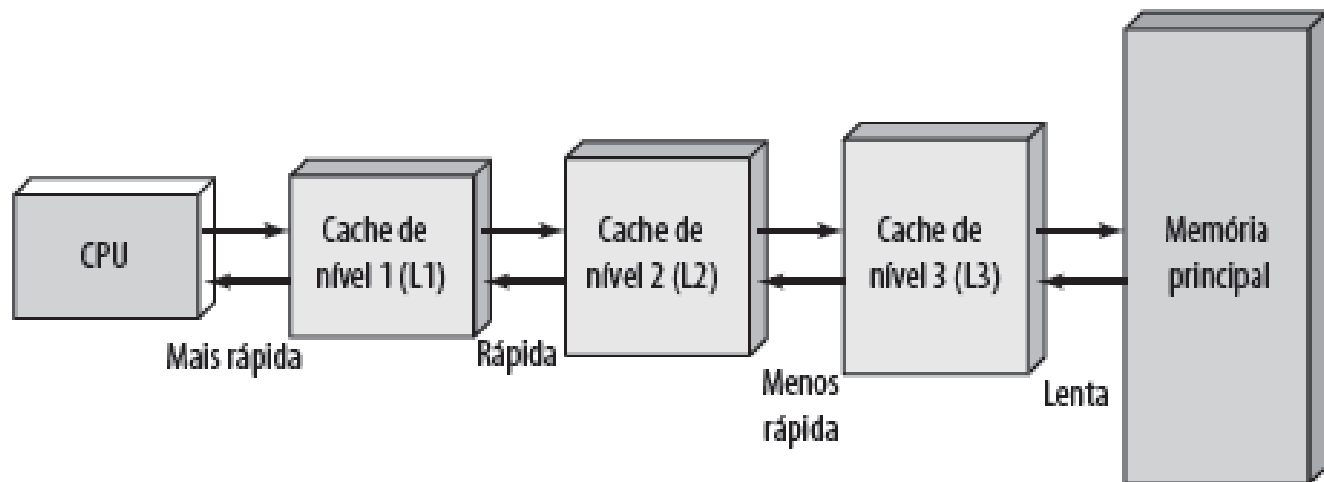 CPU
Cache de
nível 1 (L1)
Cache de
nível 2 (L2)
Cache de
nível 3 (L3)
Memória
principal
Mais rápida
Rápida
Menos
rápida
Lenta